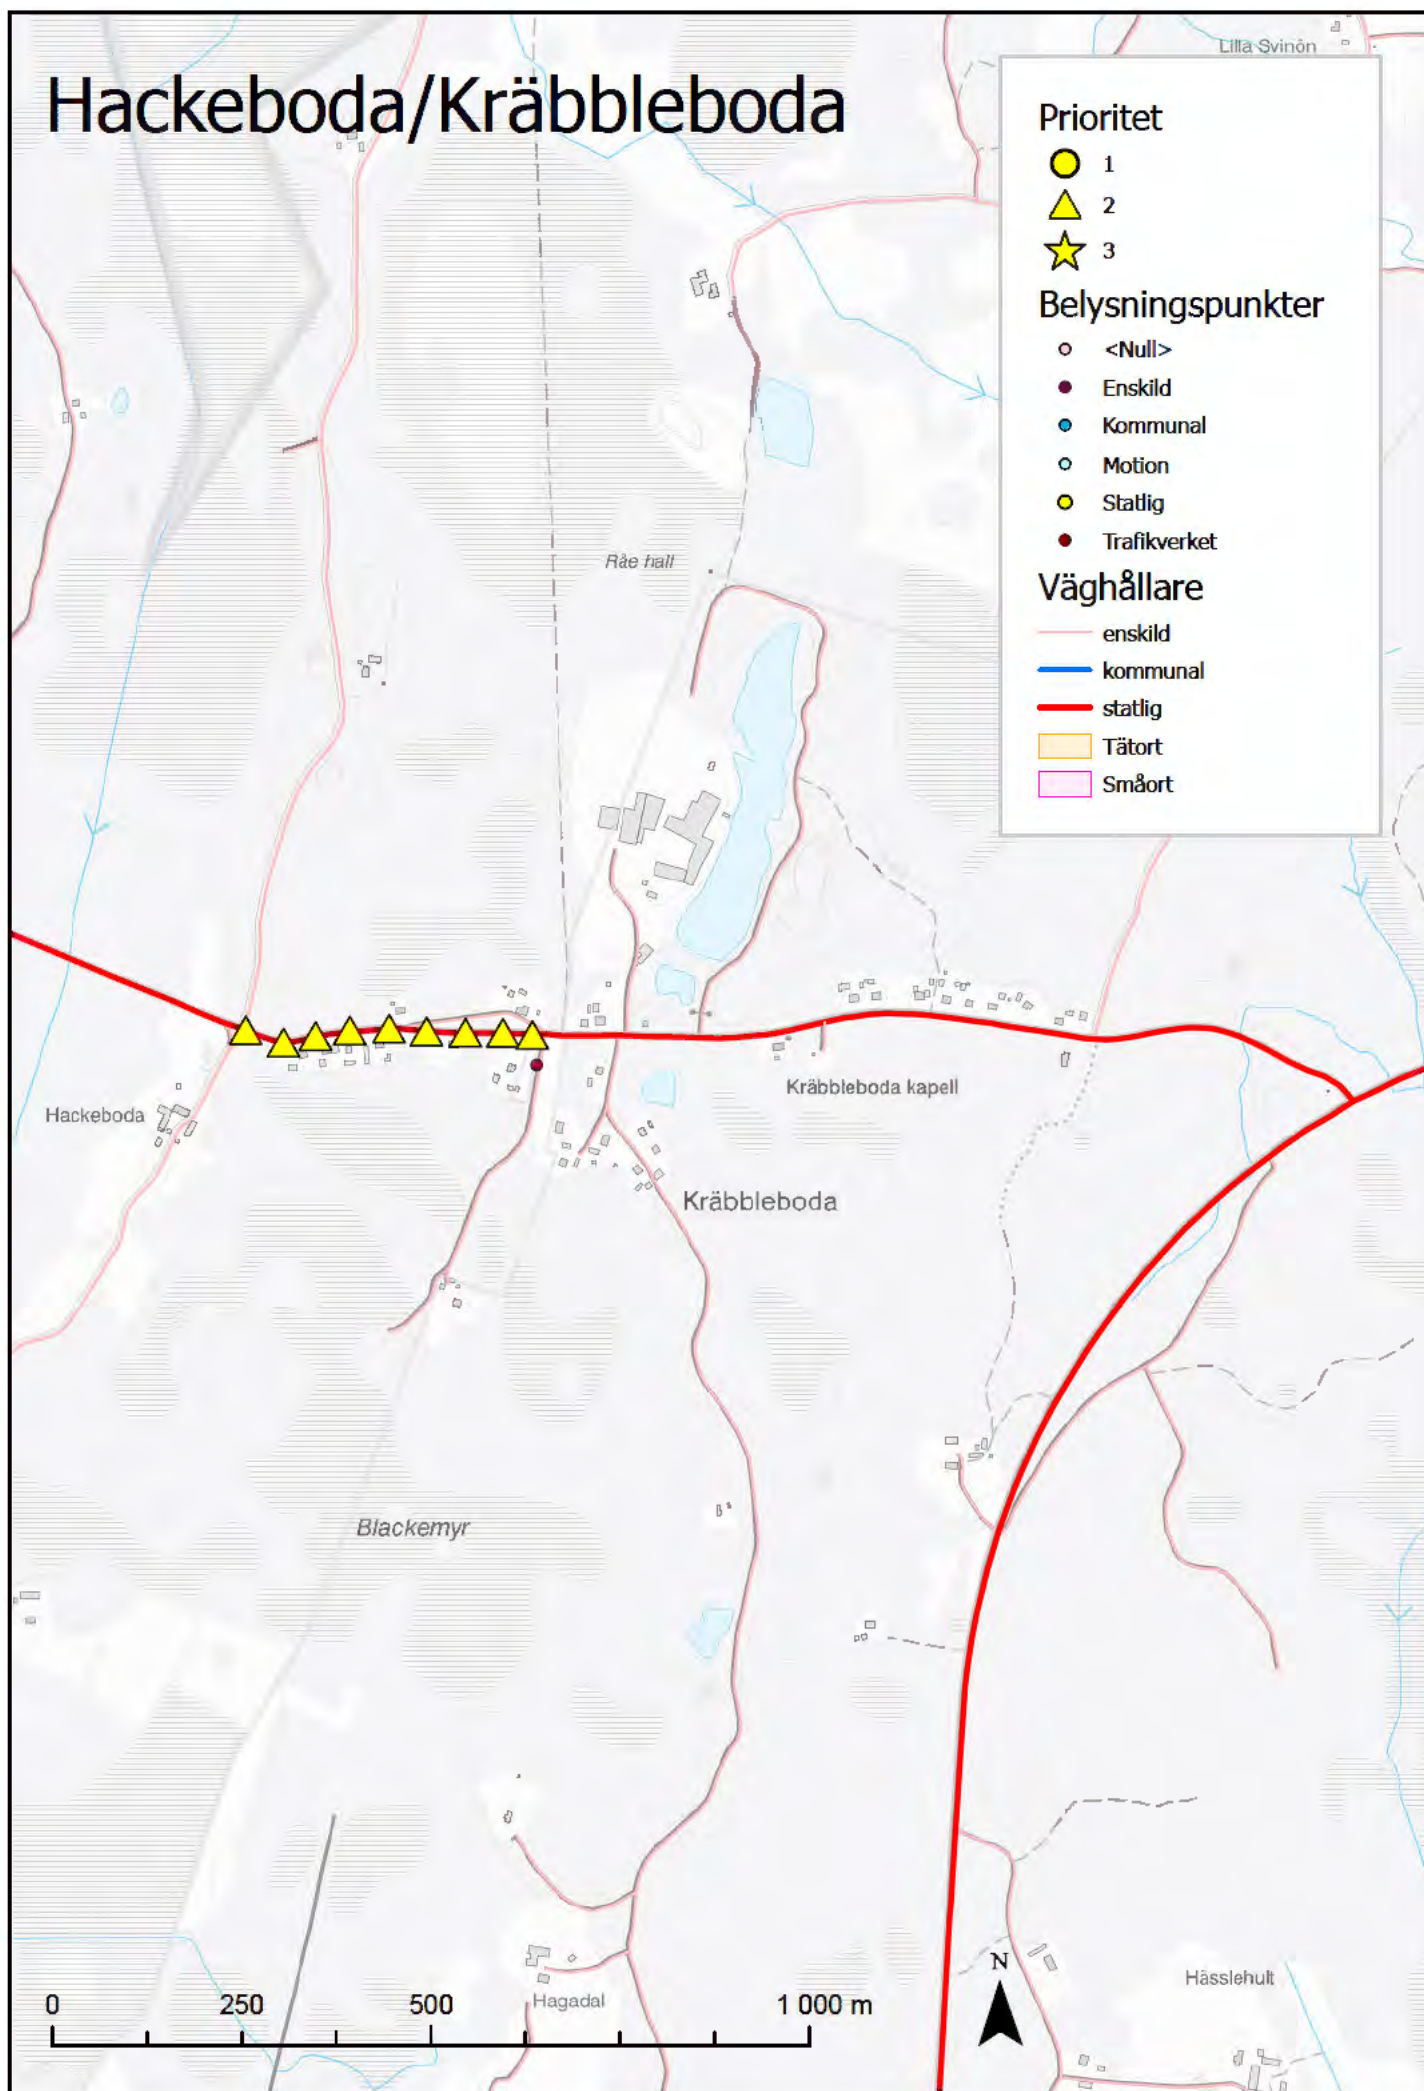 Lilla Svinön
Hackeboda/Kräbbleboda
Prioritet
1
2
3
Belysningspunkter
<Null>
Enskild
Kommunal
Motion
Statlig
Trafikverket
Väghållare
enskild
kommunal
statlig
Tätort
Småort
Råe hall
Kräbbleboda kapell
Hackeboda
Kräbbleboda
Blackemyr
N
Hässlehult
Hagadal
0 250 500 1 000 m